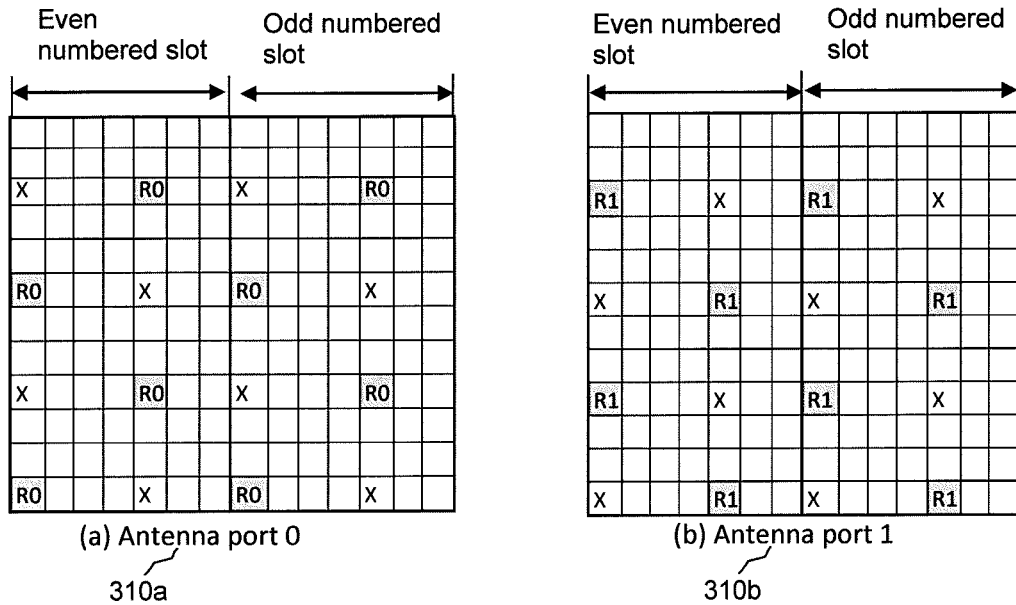 Even
numbered slot
Odd numbered
slot
X R0 X R0
R0 X R0 X
X R0 X R0
R0 X R0 X
(a) Antenna port 0
310a
Even numbered
slot
Odd numbered
slot
R1 X R1 X
X R1 X R1
R1 X R1 X
X R1 X R1
(b) Antenna port 1
310b